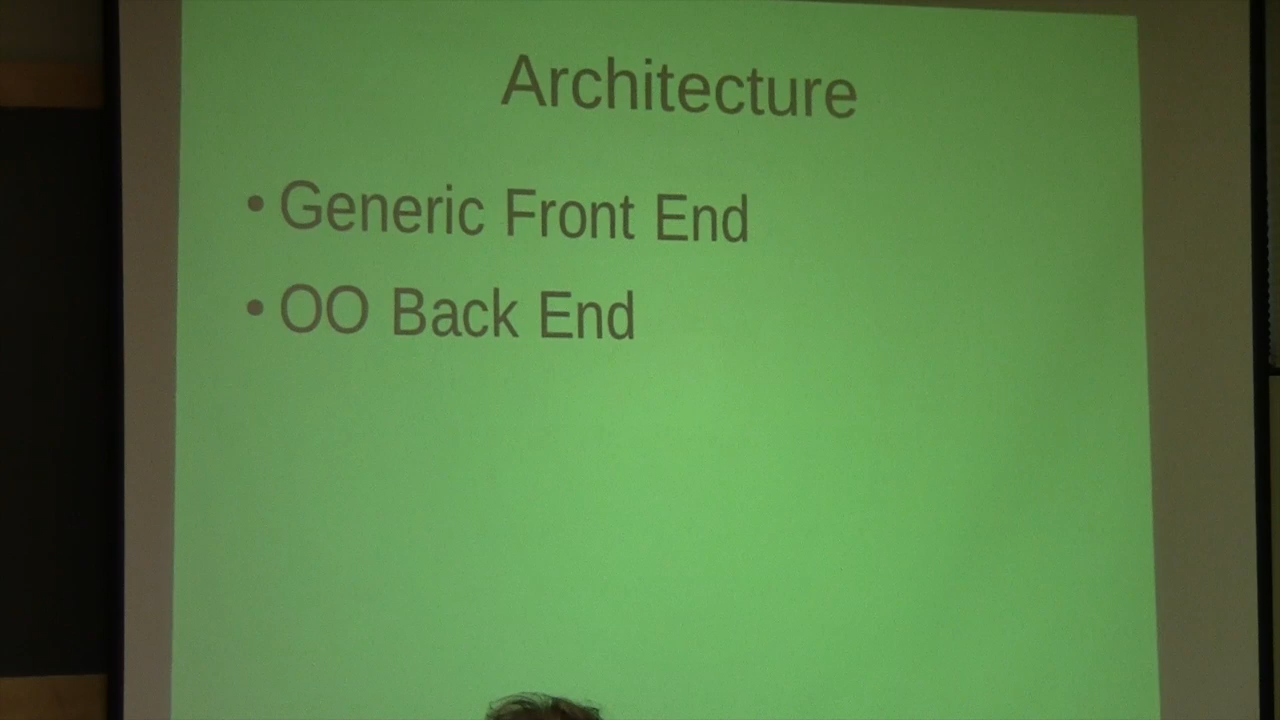 Architecture
• Generic Front End
• OO Back End